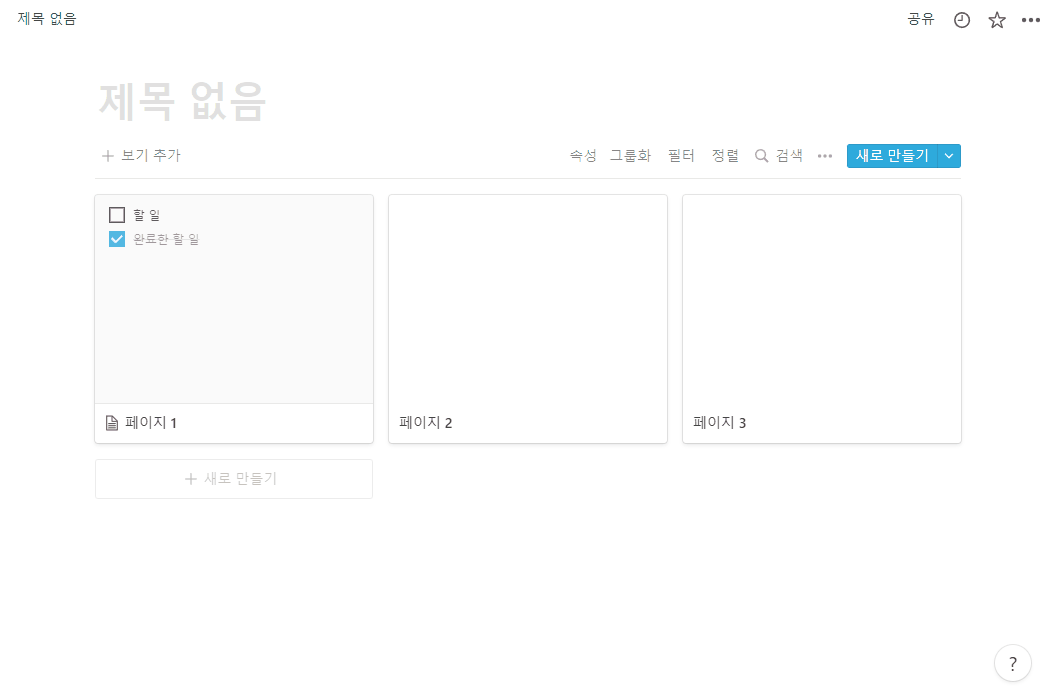 제목 없음
공유
제목 없음
보기 추가
속성 그룹화 필터 정렬 검색 새로 만들기
할 일
완료한 할 일
페이지 1
페이지 2
페이지 3
새로 만들기
?